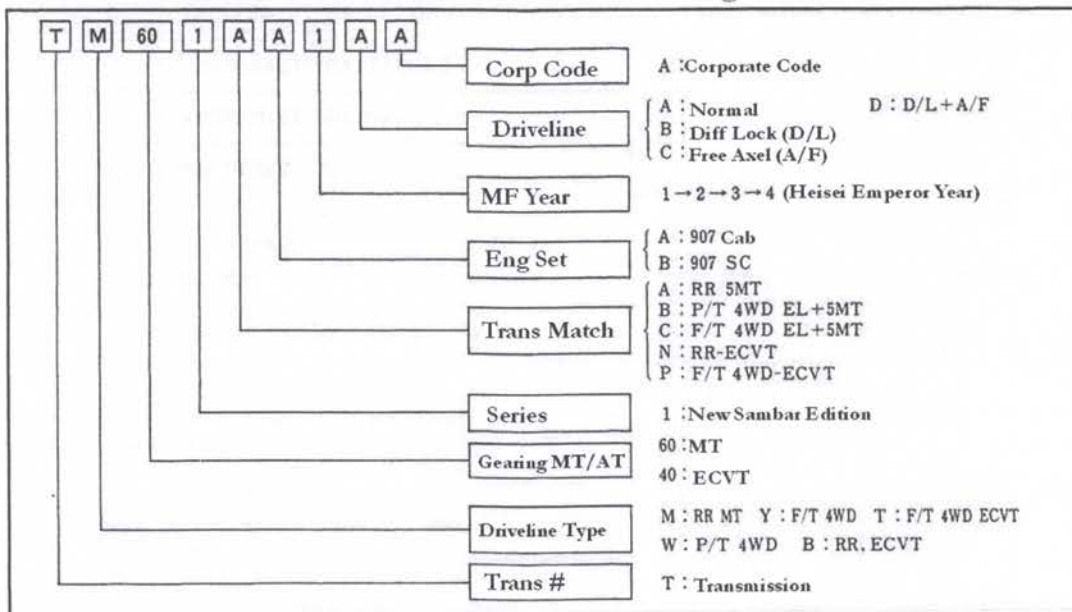 T M 60 1 A A 1 A A
Corp Code A :Corporate Code
Driveline A :Normal D : D/L+A/F
B :Diff Lock (D/L)
C :Free Axel (A/F)
MF Year 1→2→3→4 (Heisei Emperor Year)
Eng Set A : 907 Cab
B : 907 SC
Trans Match A : RR 5MT
B : P/T 4WD EL+5MT
C : F/T 4WD EL+5MT
N : RR-ECVT
P : F/T 4WD-ECVT
Series 1 :New Sambar Edition
Gearing MT/AT 60:MT
40:ECVT
Driveline Type M : RR MT Y : F/T 4WD T : F/T 4WD ECVT
W : P/T 4WD B : RR, ECVT
Trans # T : Transmission